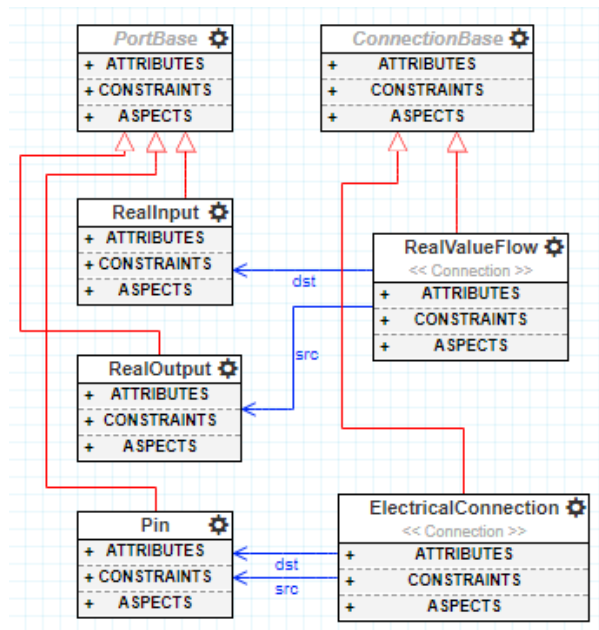 PortBase
+ ATTRIBUTES
+ CONSTRAINTS
+ ASPECTS
ConnectionBase
+ ATTRIBUTES
+ CONSTRAINTS
+ ASPECTS
RealInput
+ ATTRIBUTES
+ CONSTRAINTS
+ ASPECTS
RealValueFlow
<< Connection >>
+ ATTRIBUTES
+ CONSTRAINTS
+ ASPECTS
dst
src
RealOutput
+ ATTRIBUTES
+ CONSTRAINTS
+ ASPECTS
Pin
+ ATTRIBUTES
+ CONSTRAINTS
+ ASPECTS
dst
src
ElectricalConnection
<< Connection >>
+ ATTRIBUTES
+ CONSTRAINTS
+ ASPECTS